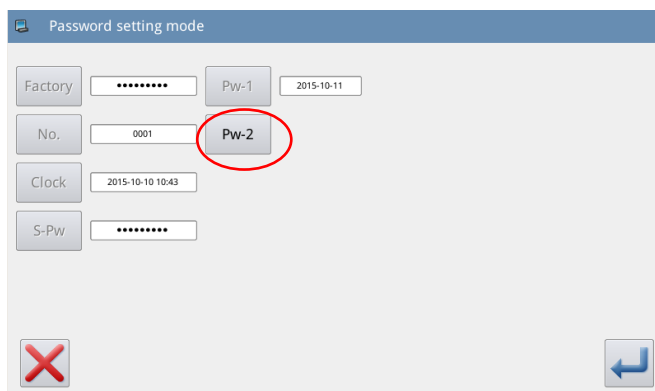 Password setting mode
Factory ••••••••• Pw-1 2015-10-11
No. 0001 Pw-2
Clock 2015-10-10 10:43
S-Pw •••••••••